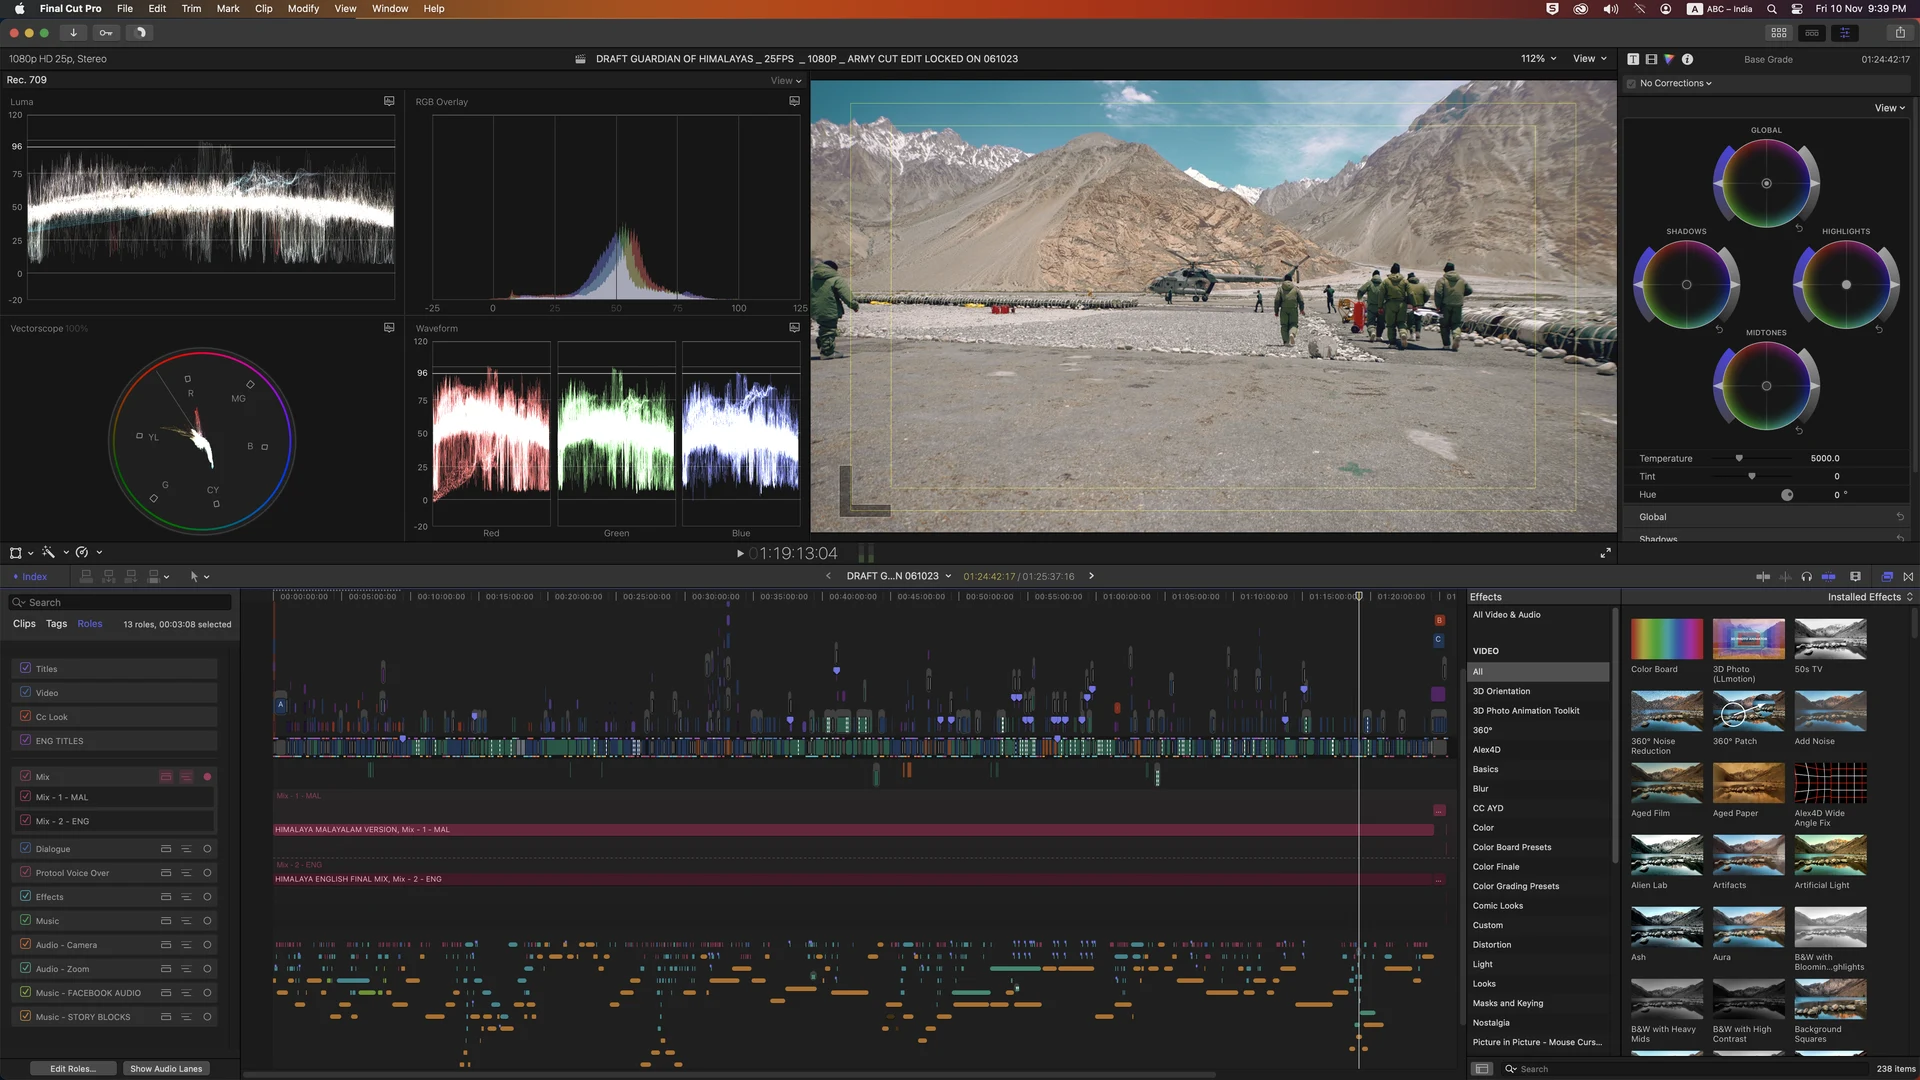 Final Cut Pro File Edit Trim Mark Clip Modify View Window Help
A ABC – India Fri 10 Nov 9:39 PM
1080p HD 25p, Stereo
DRAFT GUARDIAN OF HIMALAYAS _ 25FPS _ 1080P _ ARMY CUT EDIT LOCKED ON 061023
112% View
Base Grade 01:24:42:17
Rec. 709 View
No Corrections
View
Luma
120
96
75
50
25
0
-20
RGB Overlay
-25 0 25 50 75 100 125
Vectorscope 100%
R
MG
YL
B
G
CY
Waveform
120
96
75
50
25
0
-20
Red Green Blue
GLOBAL
SHADOWS HIGHLIGHTS
MIDTONES
Temperature 5000.0
Tint 0
Hue 0 °
Global
Shadows
01:19:13:04
Index
DRAFT G...N 061023 01:24:42:17 / 01:25:37:16
Search
Clips Tags Roles 13 roles, 00:03:08 selected
Titles
Video
Cc Look
ENG TITLES
Mix
Mix - 1 - MAL
Mix - 2 - ENG
Dialogue
Protool Voice Over
Effects
Music
Audio - Camera
Audio - Zoom
Music - FACEBOOK AUDIO
Music - STORY BLOCKS
Edit Roles... Show Audio Lanes
00:00:00:00 00:05:00:00 00:10:00:00 00:15:00:00 00:20:00:00 00:25:00:00 00:30:00:00 00:35:00:00 00:40:00:00 00:45:00:00 00:50:00:00 00:55:00:00 01:00:00:00 01:05:00:00 01:10:00:00 01:15:00:00 01:20:00:00 01
B
C
A
Mix - 1 - MAL
HIMALAYA MALAYALAM VERSION, Mix - 1 - MAL
Mix - 2 - ENG
HIMALAYA ENGLISH FINAL MIX, Mix - 2 - ENG
Effects Installed Effects
All Video & Audio
VIDEO
All
3D Orientation
3D Photo Animation Toolkit
360°
Alex4D
Basics
Blur
CC AYD
Color
Color Board Presets
Color Finale
Color Grading Presets
Comic Looks
Custom
Distortion
Light
Looks
Masks and Keying
Nostalgia
Picture in Picture - Mouse Curs...
Color Board
3D Photo (LLmotion)
50s TV
360° Noise Reduction
360° Patch
Add Noise
Aged Film
Aged Paper
Alex4D Wide Angle Fix
Alien Lab
Artifacts
Artificial Light
Ash
Aura
B&W with Bloomin...ghlights
B&W with Heavy Mids
B&W with High Contrast
Background Squares
Search 238 items